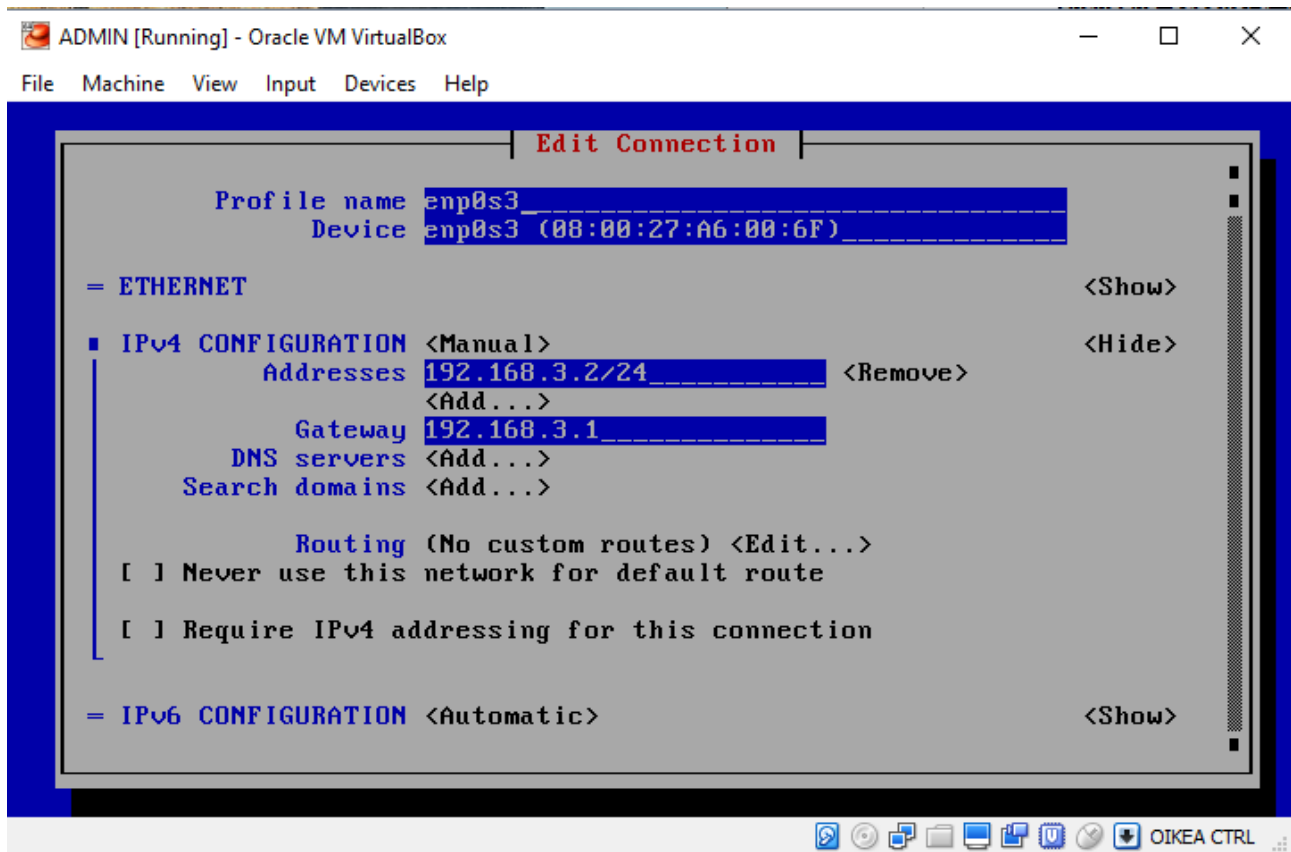 ADMIN [Running] - Oracle VM VirtualBox
File Machine View Input Devices Help
Edit Connection
Profile name enp0s3_
Device enp0s3 (08:00:27:A6:00:6F)
= ETHERNET <Show>
IPv4 CONFIGURATION <Manual> <Hide>
Addresses 192.168.3.2/24 <Remove>
<Add...>
Gateway 192.168.3.1
DNS servers <Add...>
Search domains <Add...>
Routing (No custom routes) <Edit...>
[ ] Never use this network for default route
[ ] Require IPv4 addressing for this connection
= IPv6 CONFIGURATION <Automatic> <Show>
OIKEA CTRL